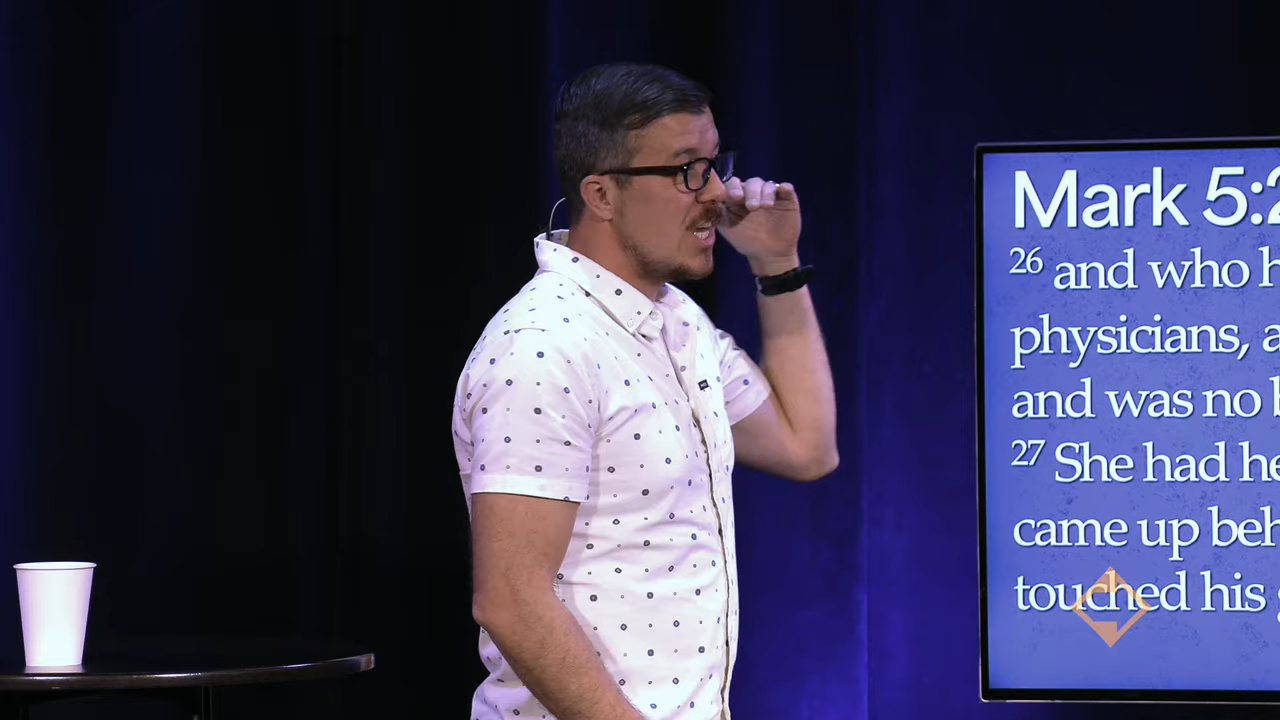 Mark 5:2
26 and who h
physicians, a
and was no
27 She had he
came up beh
touched his